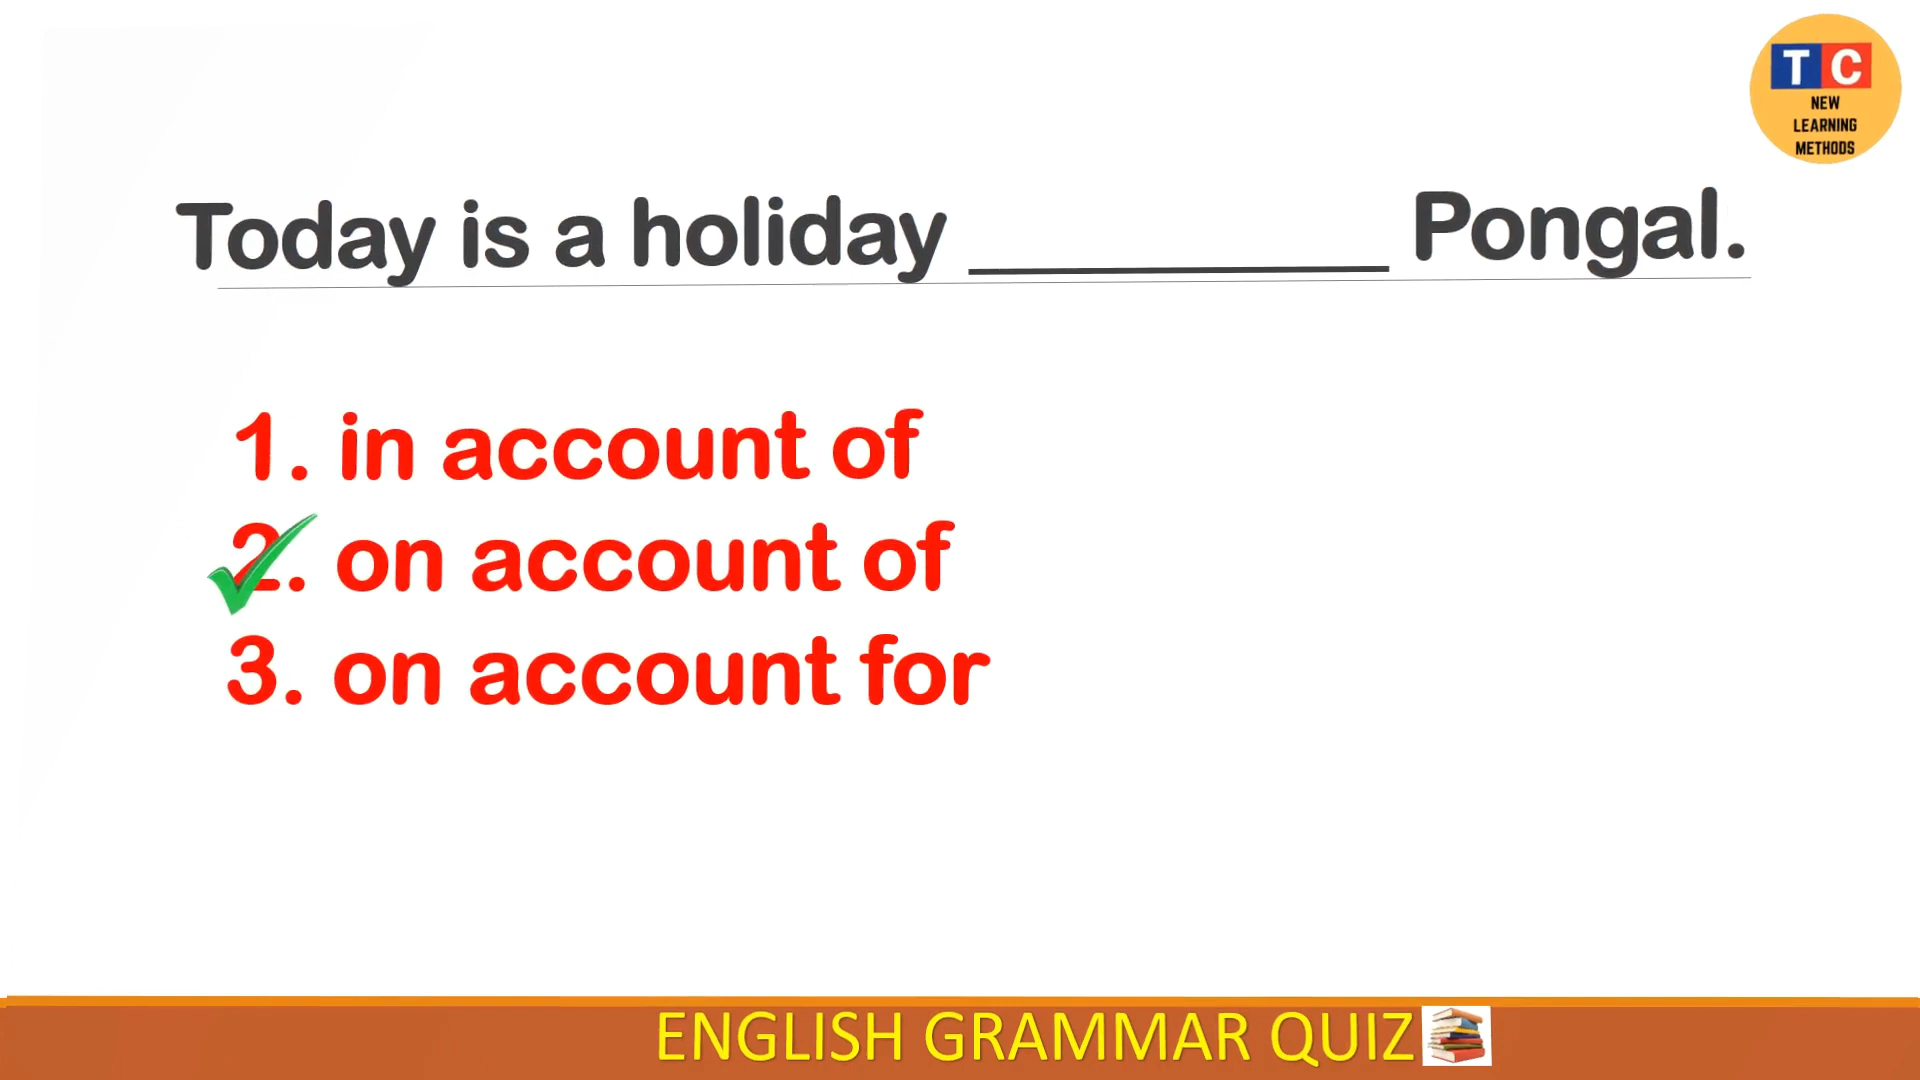 T C
NEW
LEARNING
METHODS
Today is a holiday __________ Pongal.
1. in account of
2. on account of
3. on account for
ENGLISH GRAMMAR QUIZ